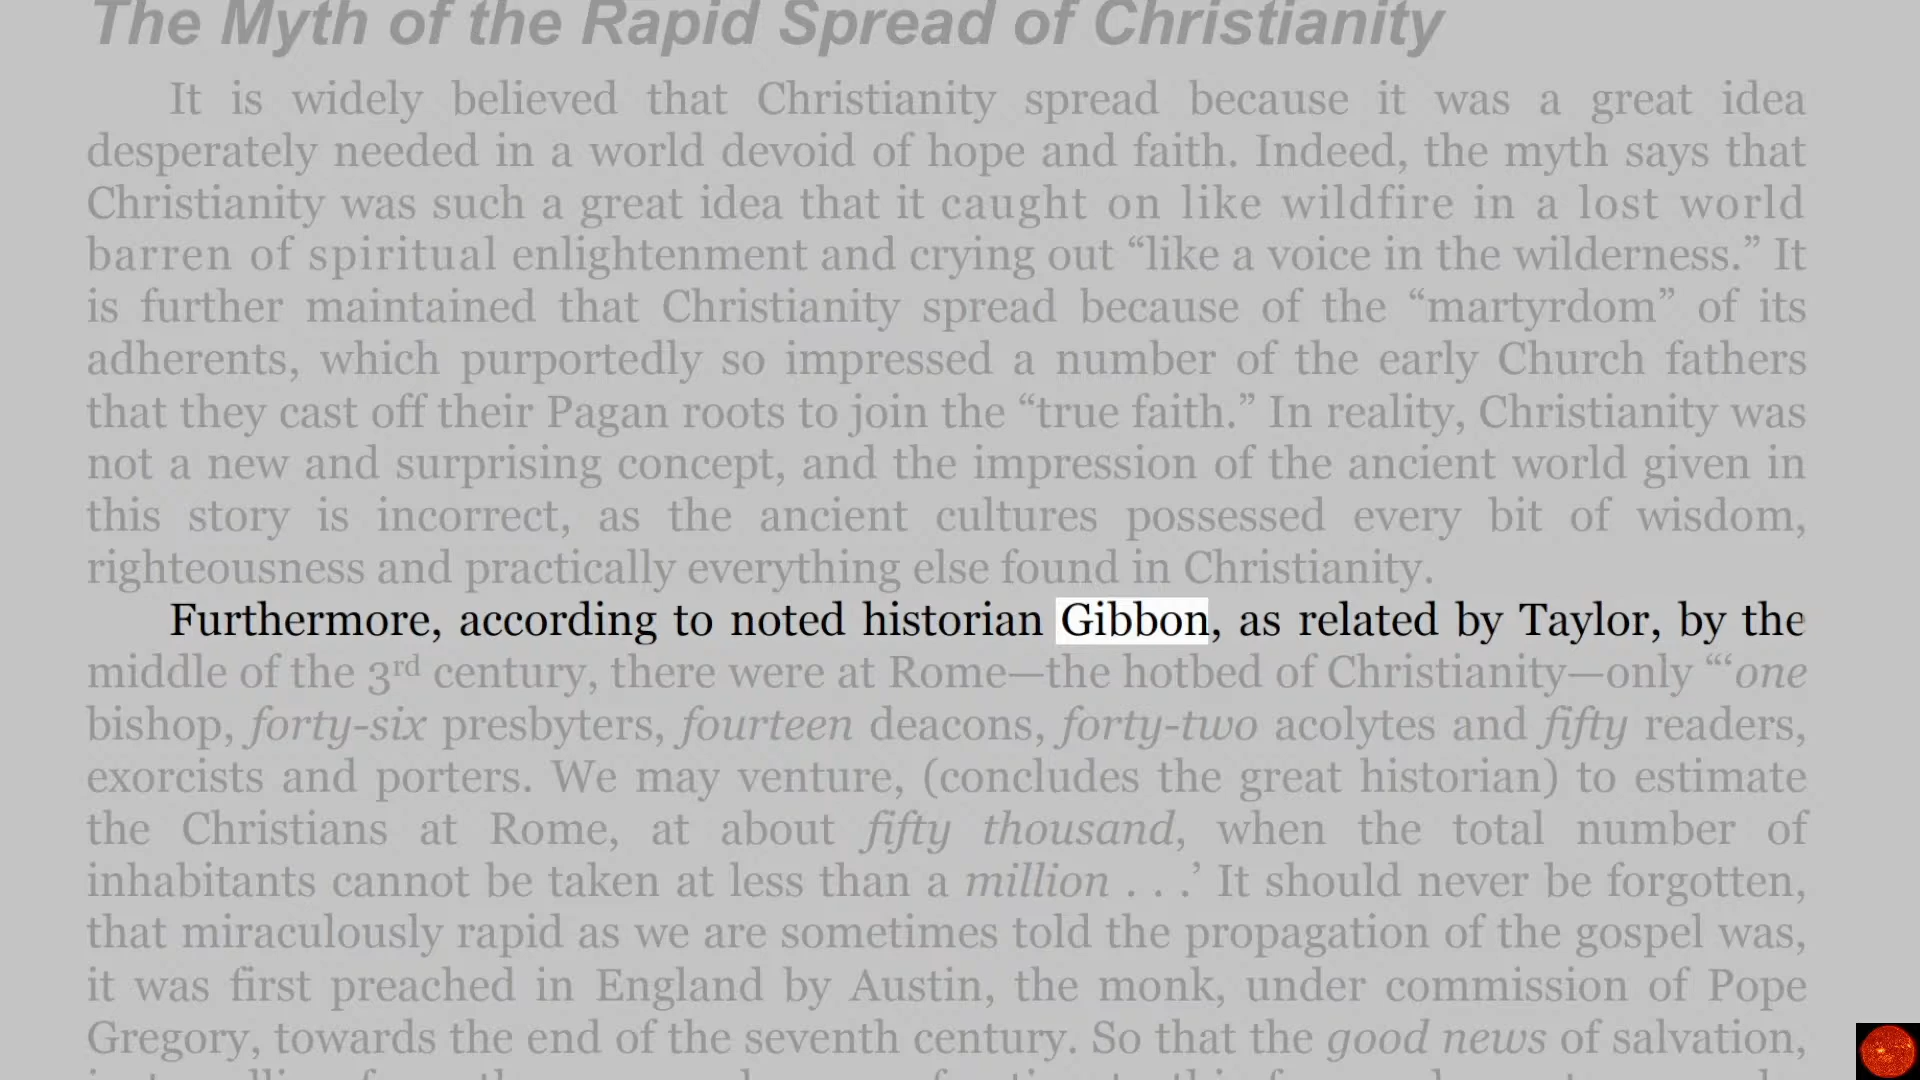 The Myth of the Rapid Spread of Christianity
It is widely believed that Christianity spread because it was a great idea
desperately needed in a world devoid of hope and faith. Indeed, the myth says that
Christianity was such a great idea that it caught on like wildfire in a lost world
barren of spiritual enlightenment and crying out “like a voice in the wilderness.” It
is further maintained that Christianity spread because of the “martyrdom” of its
adherents, which purportedly so impressed a number of the early Church fathers
that they cast off their Pagan roots to join the “true faith.” In reality, Christianity was
not a new and surprising concept, and the impression of the ancient world given in
this story is incorrect, as the ancient cultures possessed every bit of wisdom,
righteousness and practically everything else found in Christianity.
Furthermore, according to noted historian Gibbon, as related by Taylor, by the
middle of the 3rd century, there were at Rome—the hotbed of Christianity—only “‘one
bishop, forty-six presbyters, fourteen deacons, forty-two acolytes and fifty readers,
exorcists and porters. We may venture, (concludes the great historian) to estimate
the Christians at Rome, at about fifty thousand, when the total number of
inhabitants cannot be taken at less than a million . . .’ It should never be forgotten,
that miraculously rapid as we are sometimes told the propagation of the gospel was,
it was first preached in England by Austin, the monk, under commission of Pope
Gregory, towards the end of the seventh century. So that the good news of salvation,